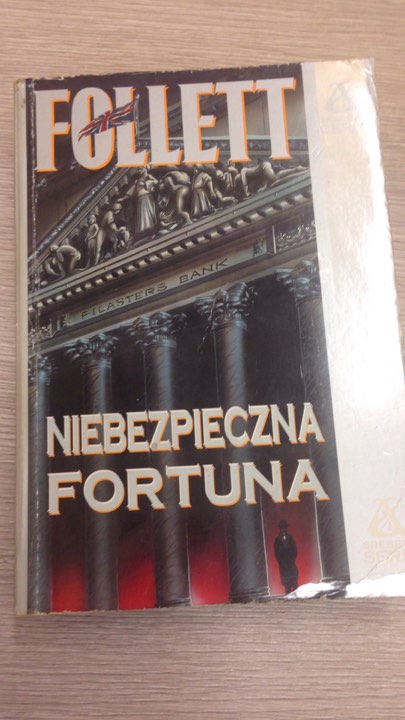 FOLLETT
PILASTERS BANK
NIEBEZPIECZNA
FORTUNA